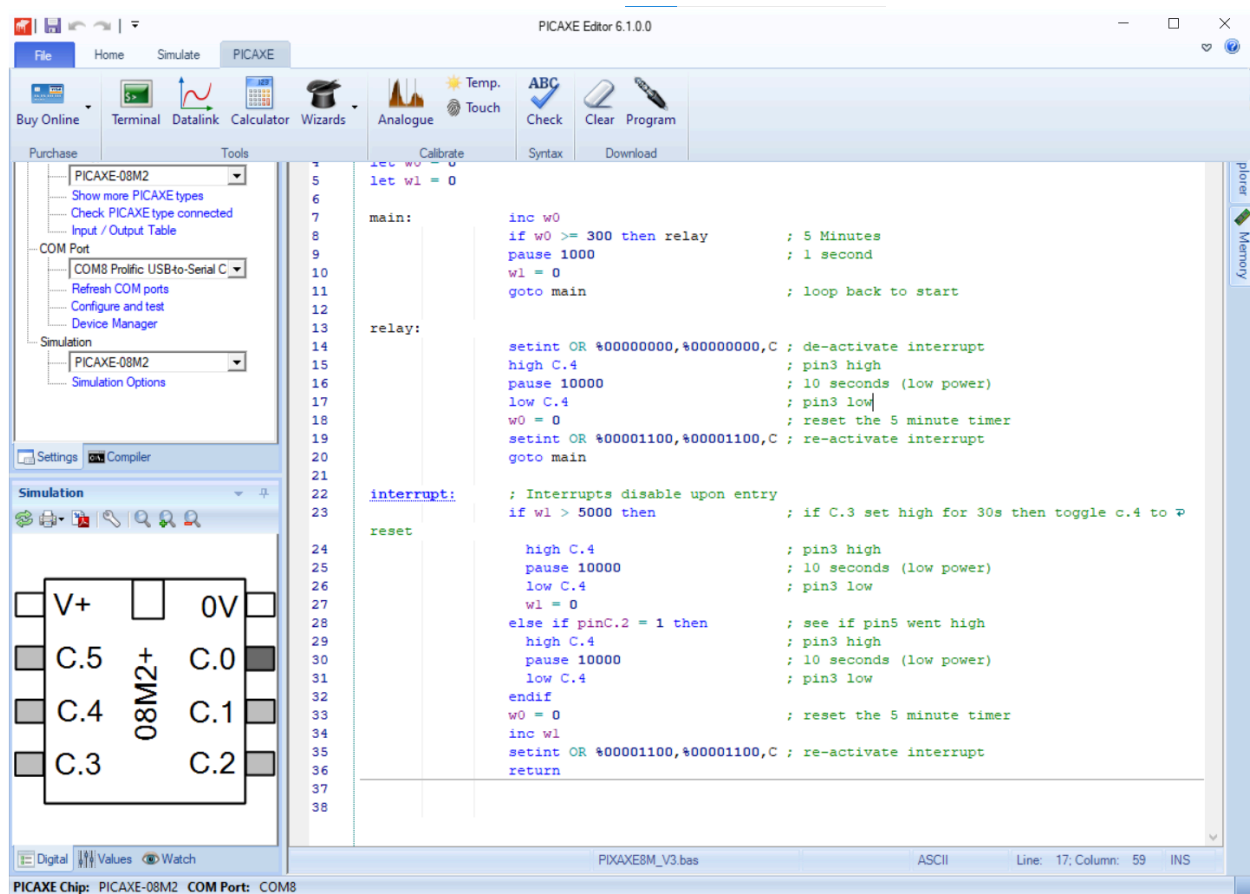 PICAXE Editor 6.1.0.0
File Home Simulate PICAXE
Buy Online Terminal Datalink Calculator Wizards Analogue Temp. Touch ABC Check Clear Program
Purchase Tools Calibrate Syntax Download
PICAXE-08M2
Show more PICAXE types
Check PICAXE type connected
Input / Output Table
COM Port
COM8 Prolific USB-to-Serial C
Refresh COM ports
Configure and test
Device Manager
Simulation
PICAXE-08M2
Simulation Options
Settings Compiler
Simulation
V+ 0V
C.5 C.0
C.4 C.1
C.3 C.2
08M2+
Digital Values Watch
4 let w0 = 0
5 let w1 = 0
6
7 main: inc w0
8 if w0 >= 300 then relay ; 5 Minutes
9 pause 1000 ; 1 second
10 w1 = 0
11 goto main ; loop back to start
12
13 relay:
14 setint OR %00000000,%00000000,C ; de-activate interrupt
15 high C.4 ; pin3 high
16 pause 10000 ; 10 seconds (low power)
17 low C.4 ; pin3 low
18 w0 = 0 ; reset the 5 minute timer
19 setint OR %00001100,%00001100,C ; re-activate interrupt
20 goto main
21
22 interrupt: ; Interrupts disable upon entry
23 if w1 > 5000 then ; if C.3 set high for 30s then toggle c.4 to
reset
24 high C.4 ; pin3 high
25 pause 10000 ; 10 seconds (low power)
26 low C.4 ; pin3 low
27 w1 = 0
28 else if pinC.2 = 1 then ; see if pin5 went high
29 high C.4 ; pin3 high
30 pause 10000 ; 10 seconds (low power)
31 low C.4 ; pin3 low
32 endif
33 w0 = 0 ; reset the 5 minute timer
34 inc w1
35 setint OR %00001100,%00001100,C ; re-activate interrupt
36 return
37
38
Memory
PIXAXE8M_V3.bas ASCII Line: 17; Column: 59 INS
PICAXE Chip: PICAXE-08M2 COM Port: COM8